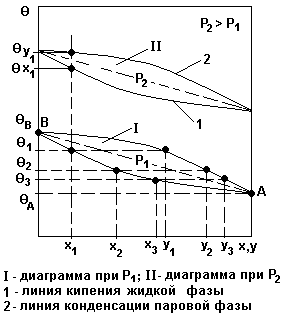 θ
P₂ > P₁
θy₁
II
θx₁
P₂
2
1
θB
B
I
θ₁
P₁
θ₂
θ₃
A
θA
x₁
x₂
x₃
y₁
y₂
y₃
x,y
I - диаграмма при P₁; II- диаграмма при P₂
1 - линия кипения жидкой фазы
2- линия конденсации паровой фазы